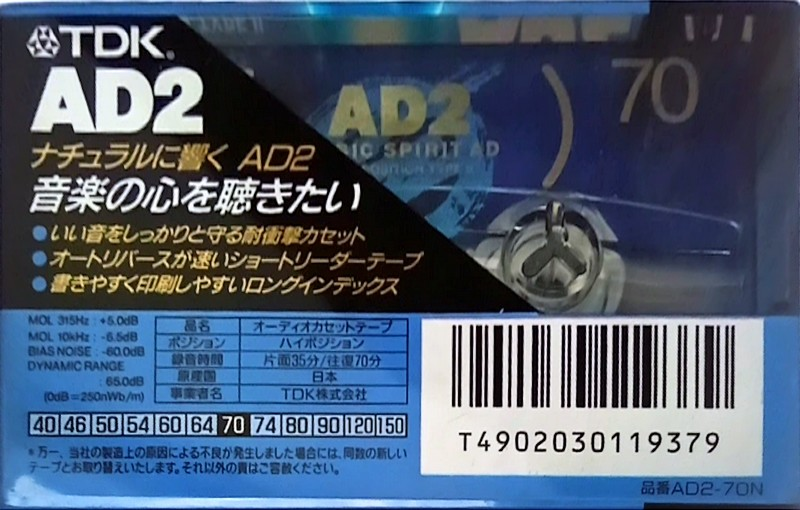 TDK.
AD2
ナチュラルに響く AD2
音楽の心を聴きたい
●いい音をしっかりと守る耐衝撃カセット
●オートリバースが速いショートリーダーテープ
●書きやすく印刷しやすいロングインデックス
TYPE II
AD2
SPIRIT AD
POSITION TYPE II
70
MOL 315Hz : +5.0dB
MOL 10kHz : -6.5dB
BIAS NOISE : -60.0dB
DYNAMIC RANGE
: 65.0dB
(0dB=250nWb/m)
品名 オーディオカセットテープ
ポジション ハイポジション
録音時間 片面35分/往復70分
原産国 日本
事業者名 TDK株式会社
40 46 50 54 60 64 70 74 80 90 120 150
*万一、当社の製造上の原因による不良が発生しました場合には、同数の新しい
テープとお取り替えいたします。それ以外の責はご容赦ください。
T4902030119379
品番AD2-70N